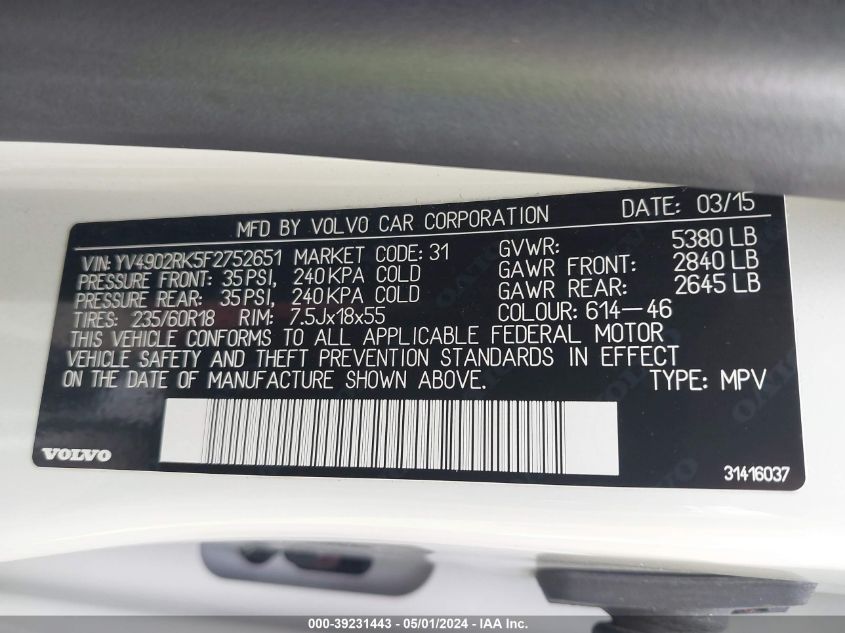 MFD BY VOLVO CAR CORPORATION DATE: 03/15
VIN: YV4902RK5F2752651 MARKET CODE: 31 GVWR: 5380 LB
PRESSURE FRONT: 35 PSI, 240 KPA COLD GAWR FRONT: 2840 LB
PRESSURE REAR: 35 PSI, 240 KPA COLD GAWR REAR: 2645 LB
TIRES: 235/60R18 RIM: 7.5Jx18x55 COLOUR: 614-46
THIS VEHICLE CONFORMS TO ALL APPLICABLE FEDERAL MOTOR
VEHICLE SAFETY AND THEFT PREVENTION STANDARDS IN EFFECT
ON THE DATE OF MANUFACTURE SHOWN ABOVE. TYPE: MPV
VOLVO 31416037
000-39231443 - 05/01/2024 - IAA Inc.